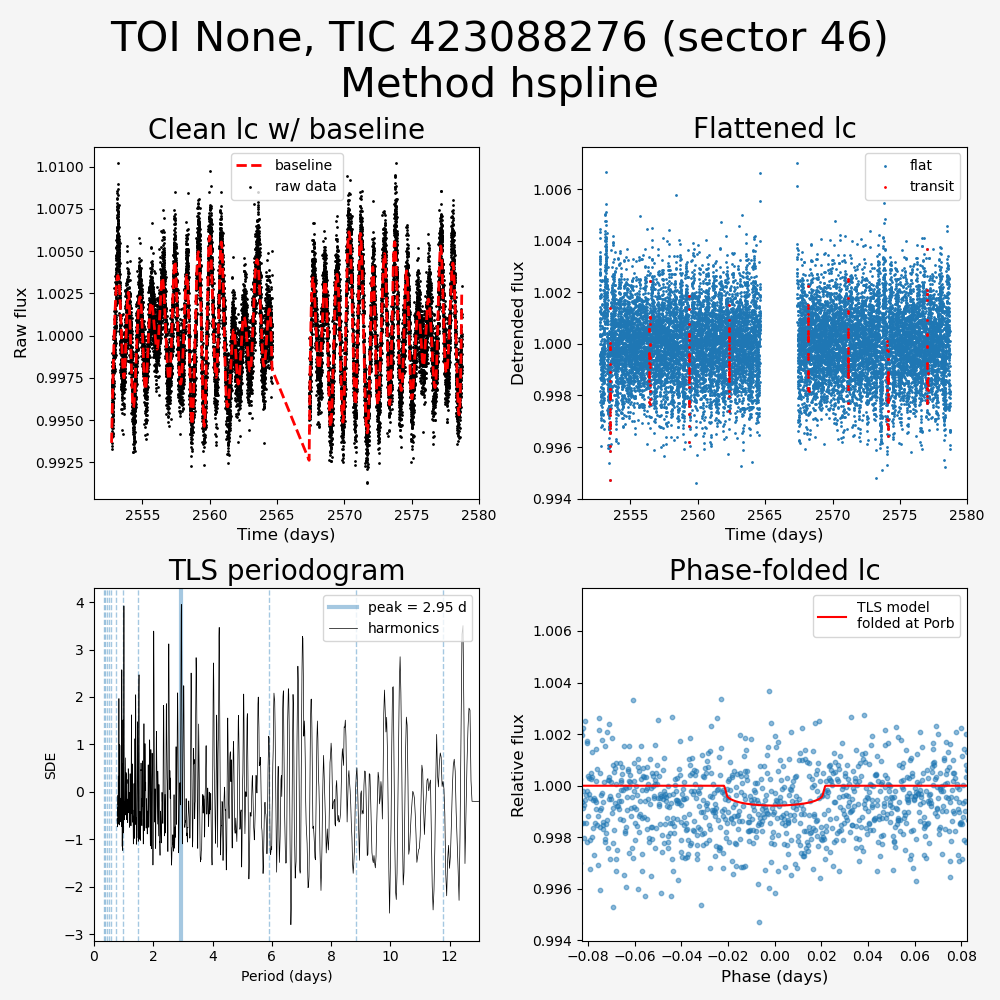 TOI None, TIC 423088276 (sector 46)
Method hspline
Clean lc w/ baseline
baseline
raw data
1.0100
1.0075
1.0050
1.0025
1.0000
0.9975
0.9950
0.9925
Raw flux
2555
2560
2565
2570
2575
2580
Time (days)
Flattened lc
flat
transit
1.006
1.004
1.002
1.000
0.998
0.996
0.994
Detrended flux
2555
2560
2565
2570
2575
2580
Time (days)
TLS periodogram
peak = 2.95 d
harmonics
4
3
2
1
0
−1
−2
−3
SDE
0
2
4
6
8
10
12
Period (days)
Phase-folded lc
TLS model
folded at Porb
1.006
1.004
1.002
1.000
0.998
0.996
0.994
Relative flux
−0.08
−0.06
−0.04
−0.02
0.00
0.02
0.04
0.06
0.08
Phase (days)